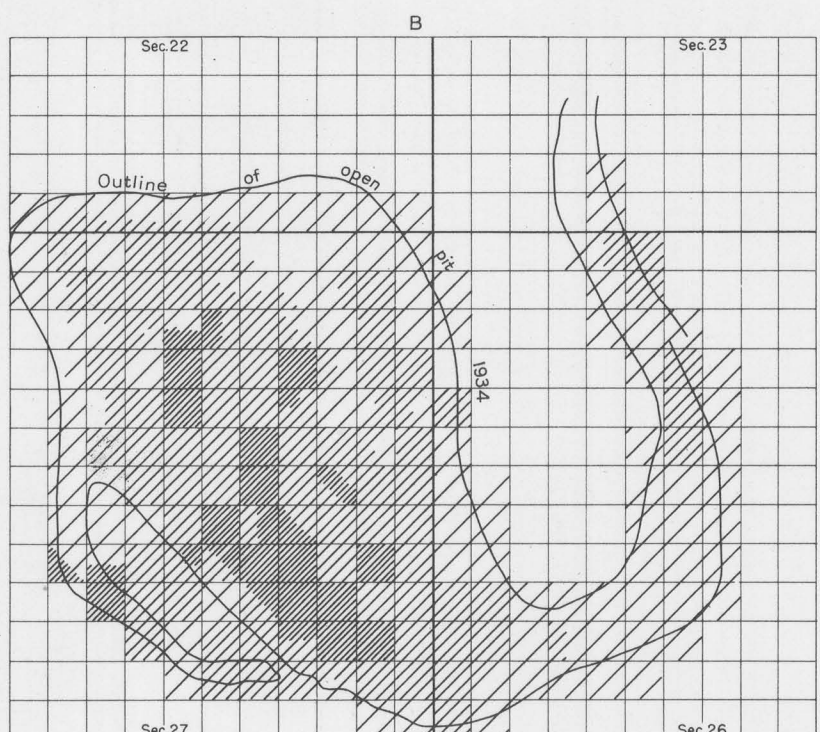 B
Sec.22
Sec.23
Outline of open pit 1934
Sec.27
Sec.26